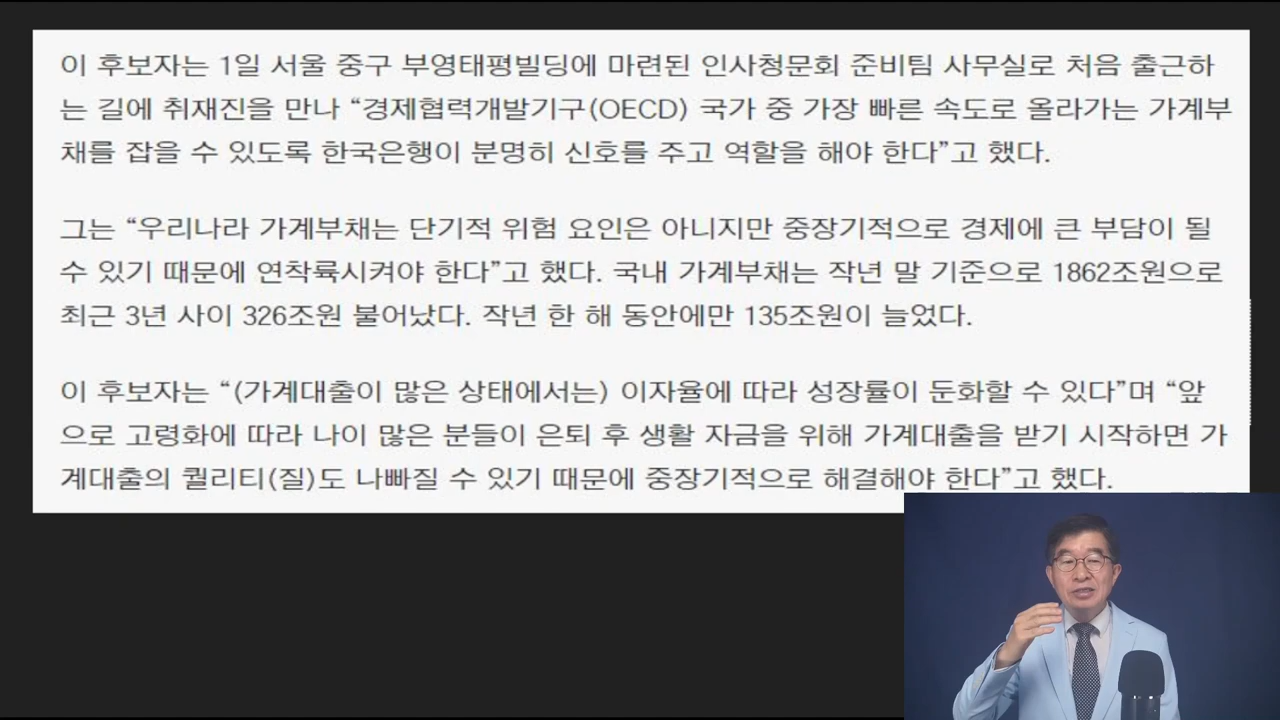 이 후보자는 1일 서울 중구 부영태평빌딩에 마련된 인사청문회 준비팀 사무실로 처음 출근하
는 길에 취재진을 만나 “경제협력개발기구(OECD) 국가 중 가장 빠른 속도로 올라가는 가계부
채를 잡을 수 있도록 한국은행이 분명히 신호를 주고 역할을 해야 한다”고 했다.
그는 “우리나라 가계부채는 단기적 위험 요인은 아니지만 중장기적으로 경제에 큰 부담이 될
수 있기 때문에 연착륙시켜야 한다”고 했다. 국내 가계부채는 작년 말 기준으로 1862조원으로
최근 3년 사이 326조원 불어났다. 작년 한 해 동안에만 135조원이 늘었다.
이 후보자는 “(가계대출이 많은 상태에서는) 이자율에 따라 성장률이 둔화할 수 있다”며 “앞
으로 고령화에 따라 나이 많은 분들이 은퇴 후 생활 자금을 위해 가계대출을 받기 시작하면 가
계대출의 퀄리티(질)도 나빠질 수 있기 때문에 중장기적으로 해결해야 한다”고 했다.